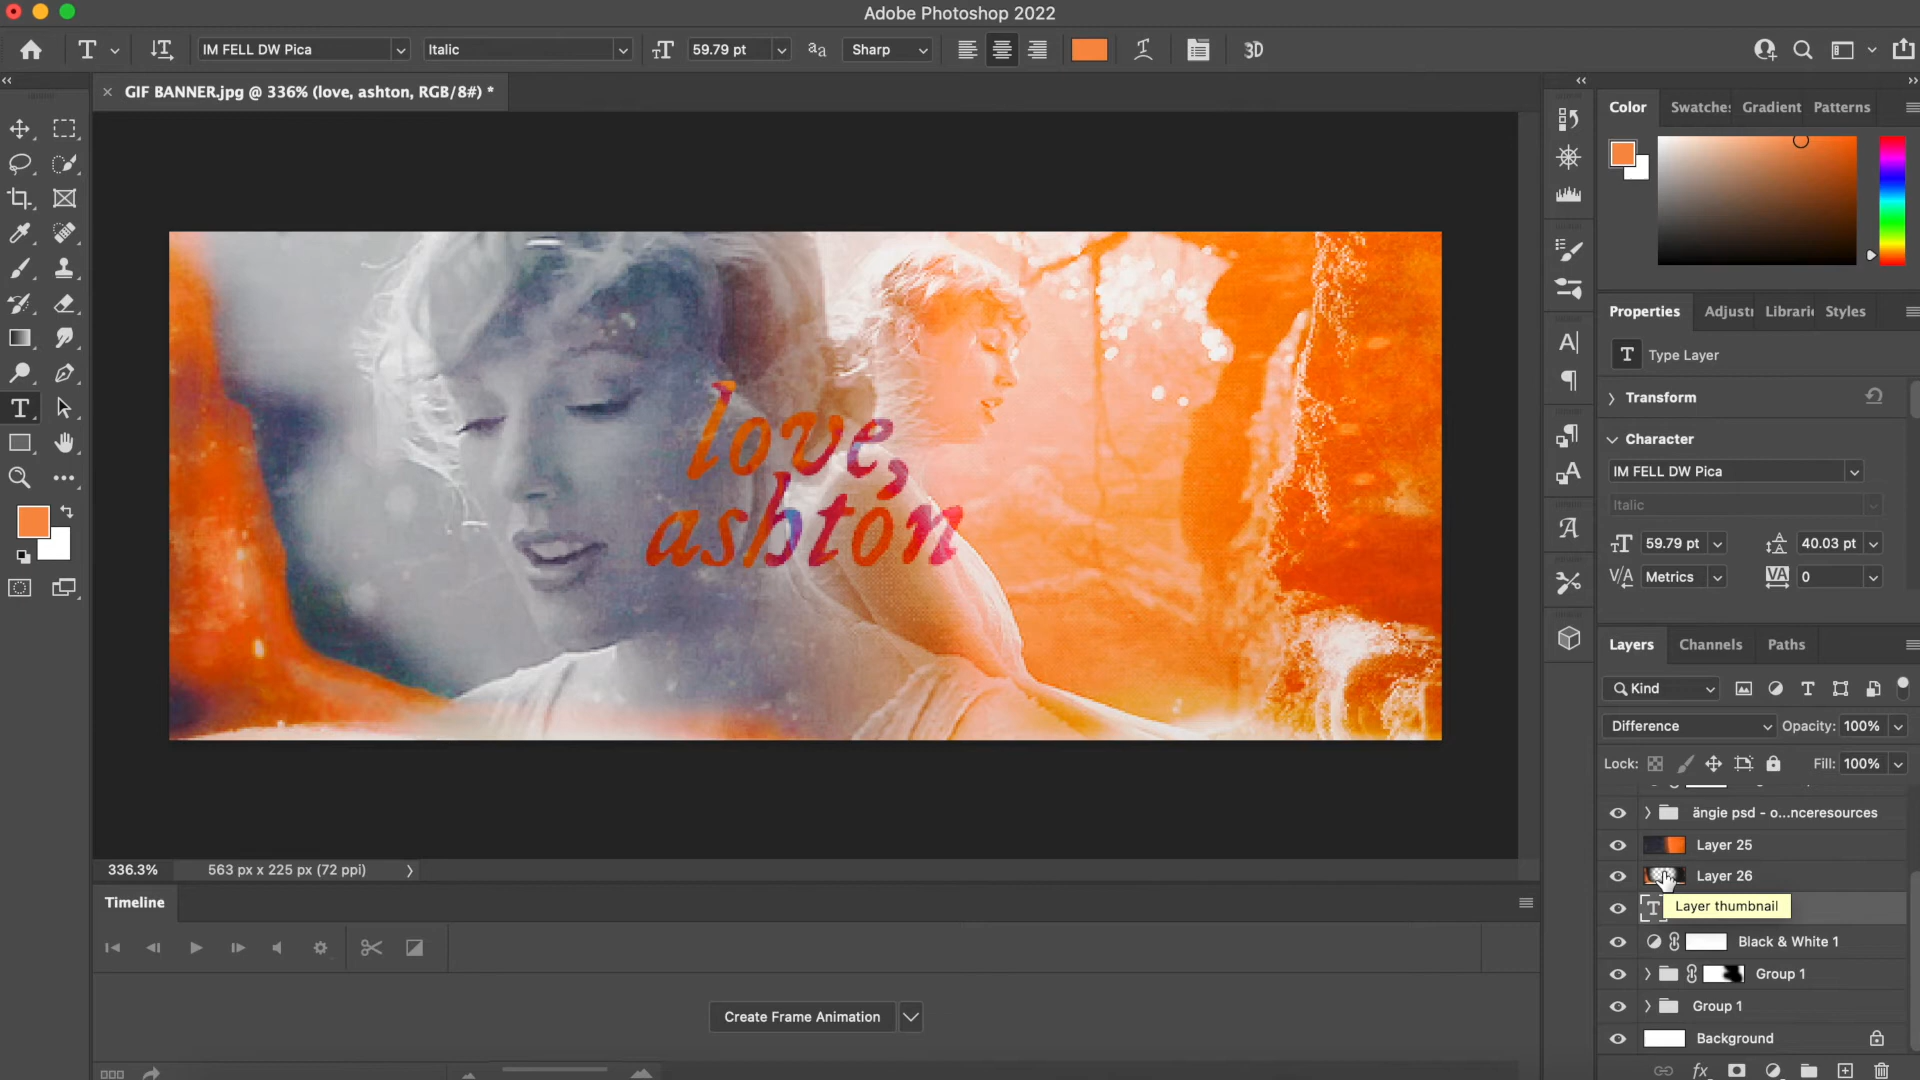 Adobe Photoshop 2022
IM FELL DW Pica
Italic
59.79 pt
Sharp
3D
GIF BANNER.jpg @ 336% (love, ashton, RGB/8#) *
Color
Swatche
Gradient
Patterns
love,
ashton
Properties
Adjust
Librari
Styles
Type Layer
Transform
Character
IM FELL DW Pica
Italic
59.79 pt
40.03 pt
Metrics
0
Layers
Channels
Paths
Kind
Difference
Opacity: 100%
Lock:
Fill: 100%
ängie psd - o...nceresources
Layer 25
Layer 26
Layer thumbnail
Black & White 1
Group 1
Group 1
Background
336.3%
563 px x 225 px (72 ppi)
Timeline
Create Frame Animation